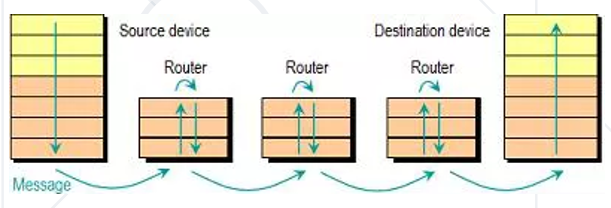 Source device
Destination device
Router
Router
Router
Message